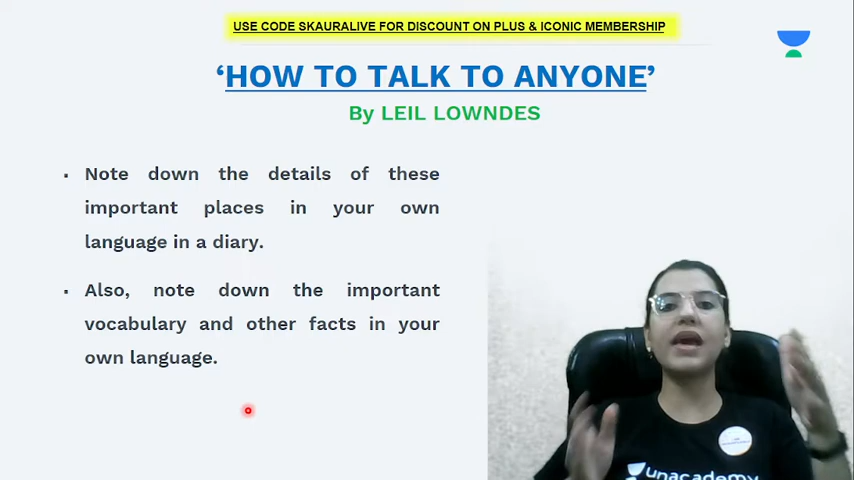 USE CODE SKAURALIVE FOR DISCOUNT ON PLUS & ICONIC MEMBERSHIP
‘HOW TO TALK TO ANYONE’
By LEIL LOWNDES
▪ Note down the details of these
important places in your own
language in a diary.
▪ Also, note down the important
vocabulary and other facts in your
own language.
unacademy